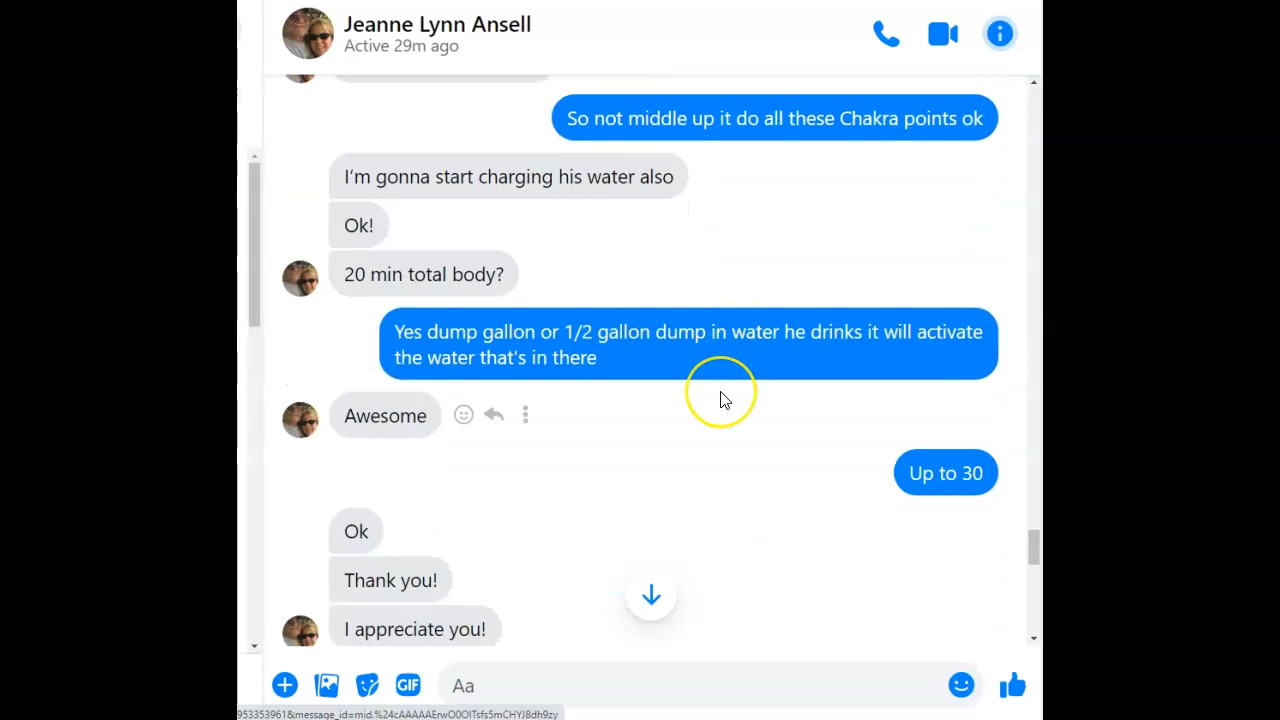 Jeanne Lynn Ansell
Active 29m ago
So not middle up it do all these Chakra points ok
I'm gonna start charging his water also
Ok!
20 min total body?
Yes dump gallon or 1/2 gallon dump in water he drinks it will activate
the water that's in there
Awesome
Up to 30
Ok
Thank you!
I appreciate you!
GIF
Aa